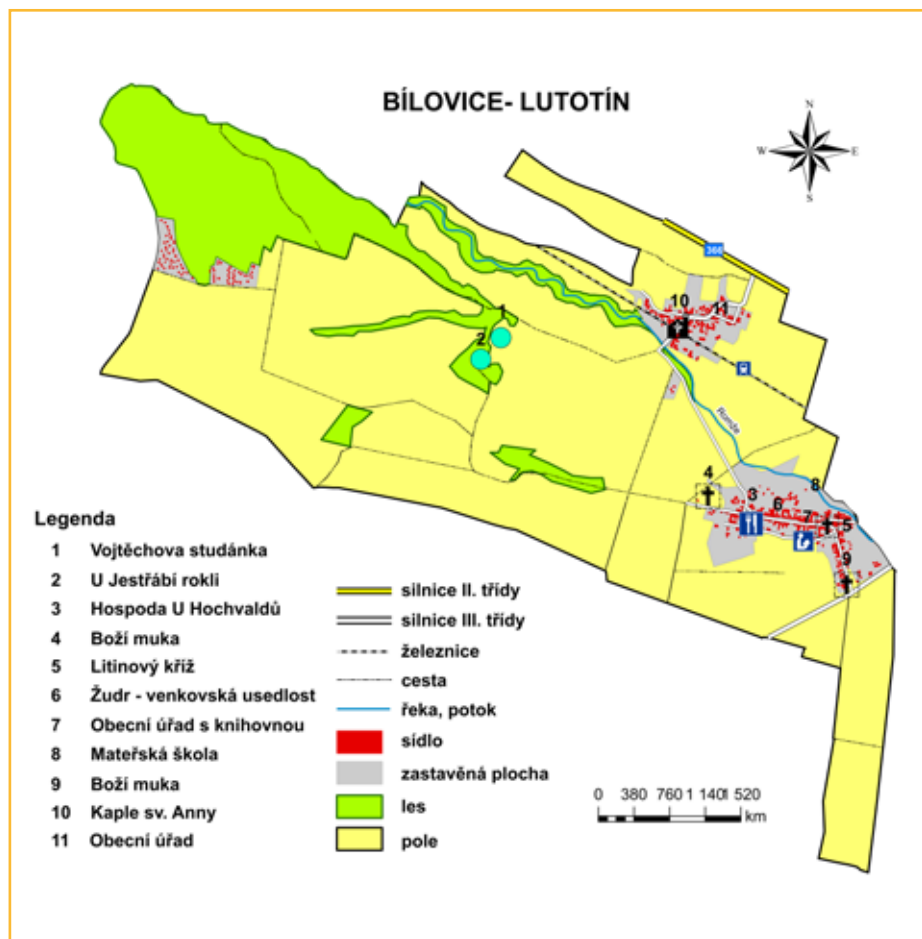 BÍLOVICE- LUTOTÍN
N
W E
S
366
10
11
1
2
Romže
4
3
8
6
7
5
9
Legenda
1 Vojtěchova studánka
2 U Jestřábí rokli
3 Hospoda U Hochvaldů
4 Boží muka
5 Litinový kříž
6 Žudr - venkovská usedlost
7 Obecní úřad s knihovnou
8 Mateřská škola
9 Boží muka
10 Kaple sv. Anny
11 Obecní úřad
silnice II. třídy
silnice III. třídy
železnice
cesta
řeka, potok
sídlo
zastavěná plocha
les
pole
0 380 760 1 140 1 520
km